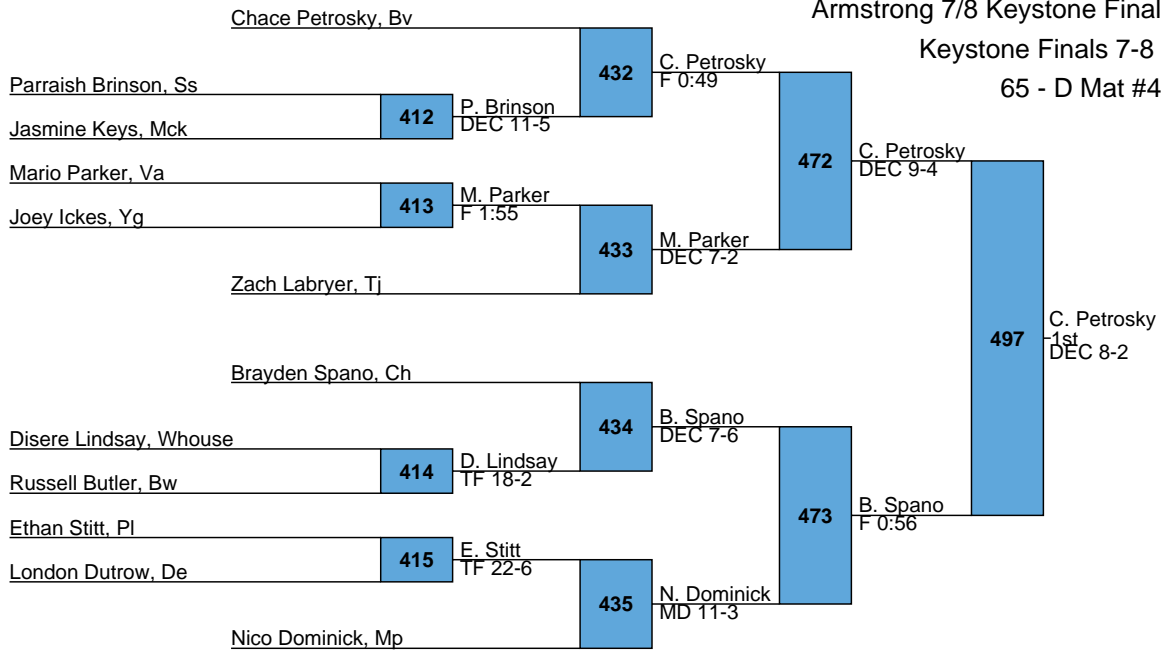 Armstrong 7/8 Keystone Final
Keystone Finals 7-8
65 - D Mat #4
Chace Petrosky, Bv
Parraish Brinson, Ss
Jasmine Keys, Mck
Mario Parker, Va
Joey Ickes, Yg
Zach Labryer, Tj
Brayden Spano, Ch
Disere Lindsay, Whouse
Russell Butler, Bw
Ethan Stitt, Pl
London Dutrow, De
Nico Dominick, Mp
412
P. Brinson
DEC 11-5
413
M. Parker
F 1:55
414
D. Lindsay
TF 18-2
415
E. Stitt
TF 22-6
432
C. Petrosky
F 0:49
433
M. Parker
DEC 7-2
434
B. Spano
DEC 7-6
435
N. Dominick
MD 11-3
472
C. Petrosky
DEC 9-4
473
B. Spano
F 0:56
497
C. Petrosky
1st
DEC 8-2